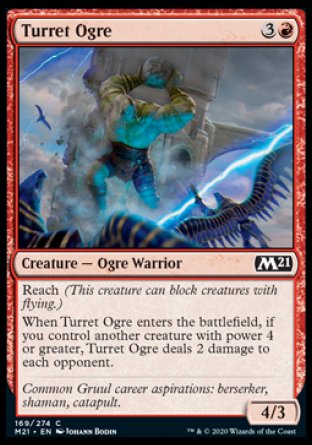 Turret Ogre 3
Creature — Ogre Warrior M21
Reach (This creature can block creatures with
flying.)
When Turret Ogre enters the battlefield, if
you control another creature with power 4
or greater, Turret Ogre deals 2 damage to
each opponent.
Common Gruul career aspirations: berserker,
shaman, catapult.
4/3
169/274 C
M21 • EN Johann Bodin ™ & © 2020 Wizards of the Coast